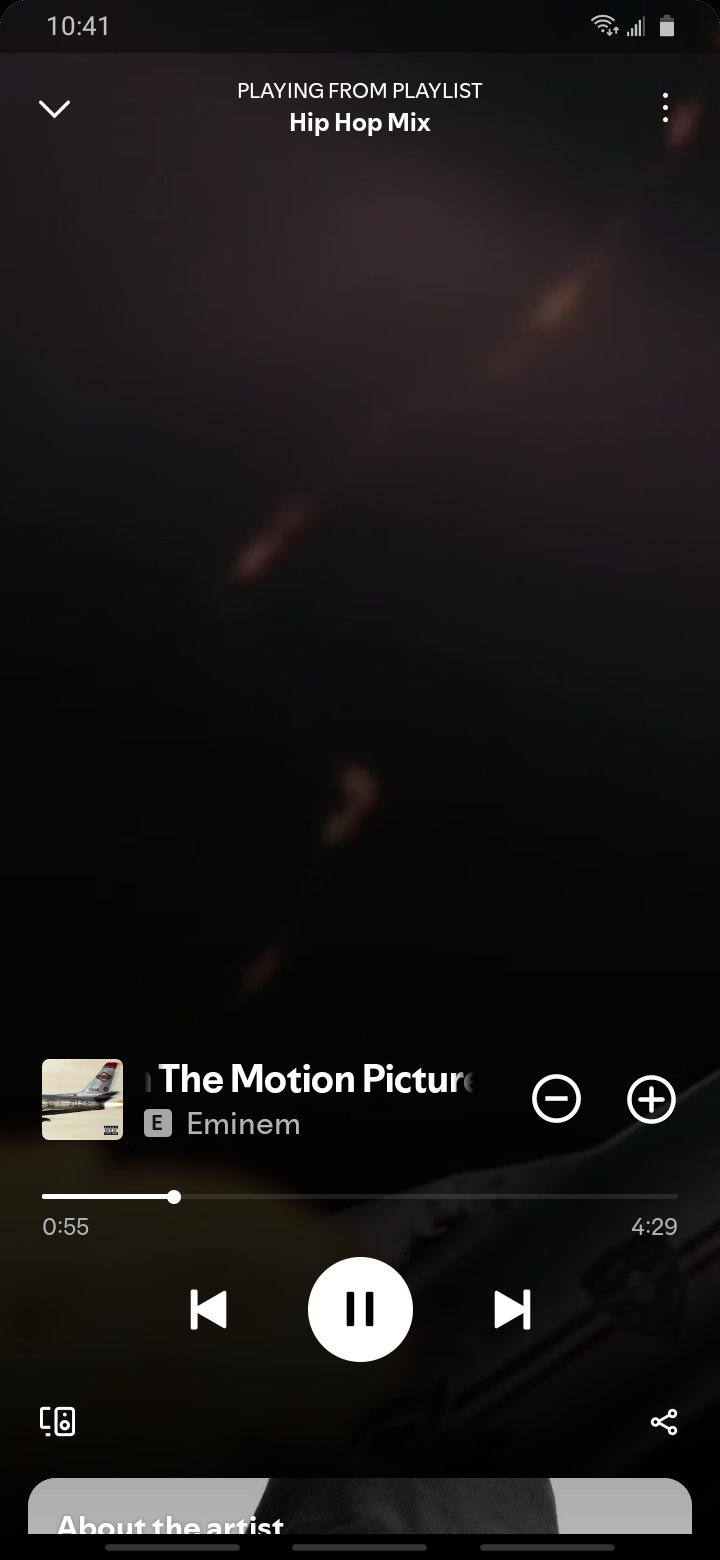 10:41
PLAYING FROM PLAYLIST
Hip Hop Mix
The Motion Picture
E Eminem
0:55
4:29
About the artist